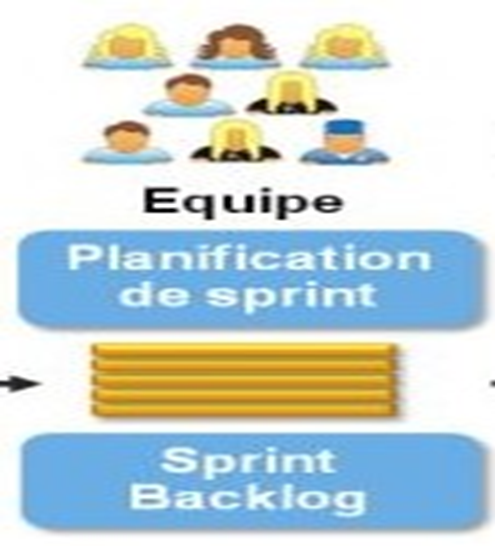 Equipe
Planification
de sprint
Sprint
Backlog